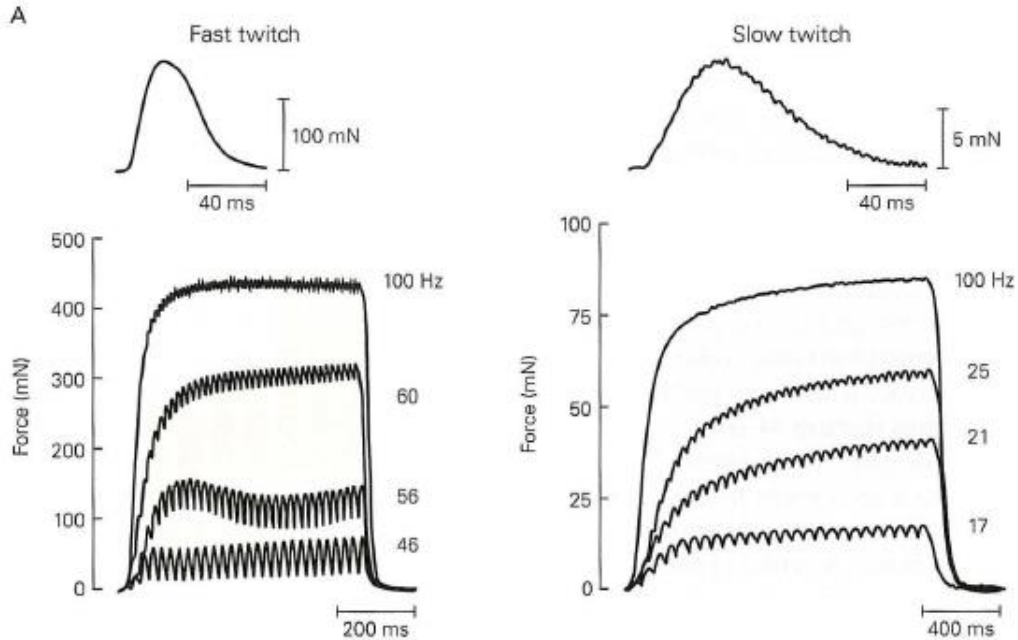 A
Fast twitch
100 mN
40 ms
Slow twitch
5 mN
40 ms
500
400
300
200
100
0
Force (mN)
100 Hz
60
56
46
200 ms
100
75
50
25
0
Force (mN)
100 Hz
25
21
17
400 ms